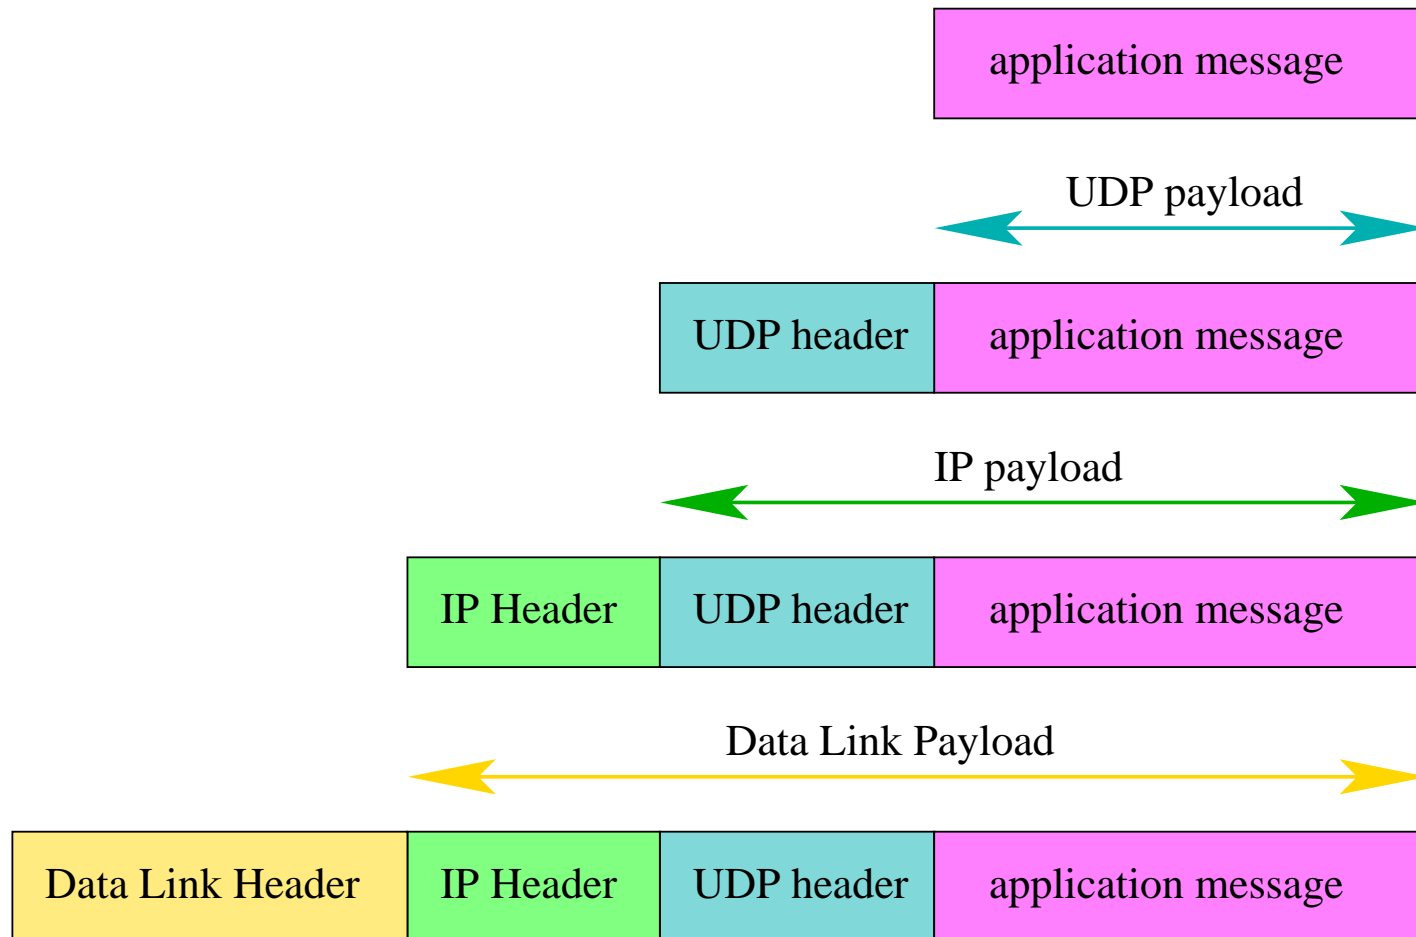 application message
UDP payload
UDP header application message
IP payload
IP Header UDP header application message
Data Link Payload
Data Link Header IP Header UDP header application message